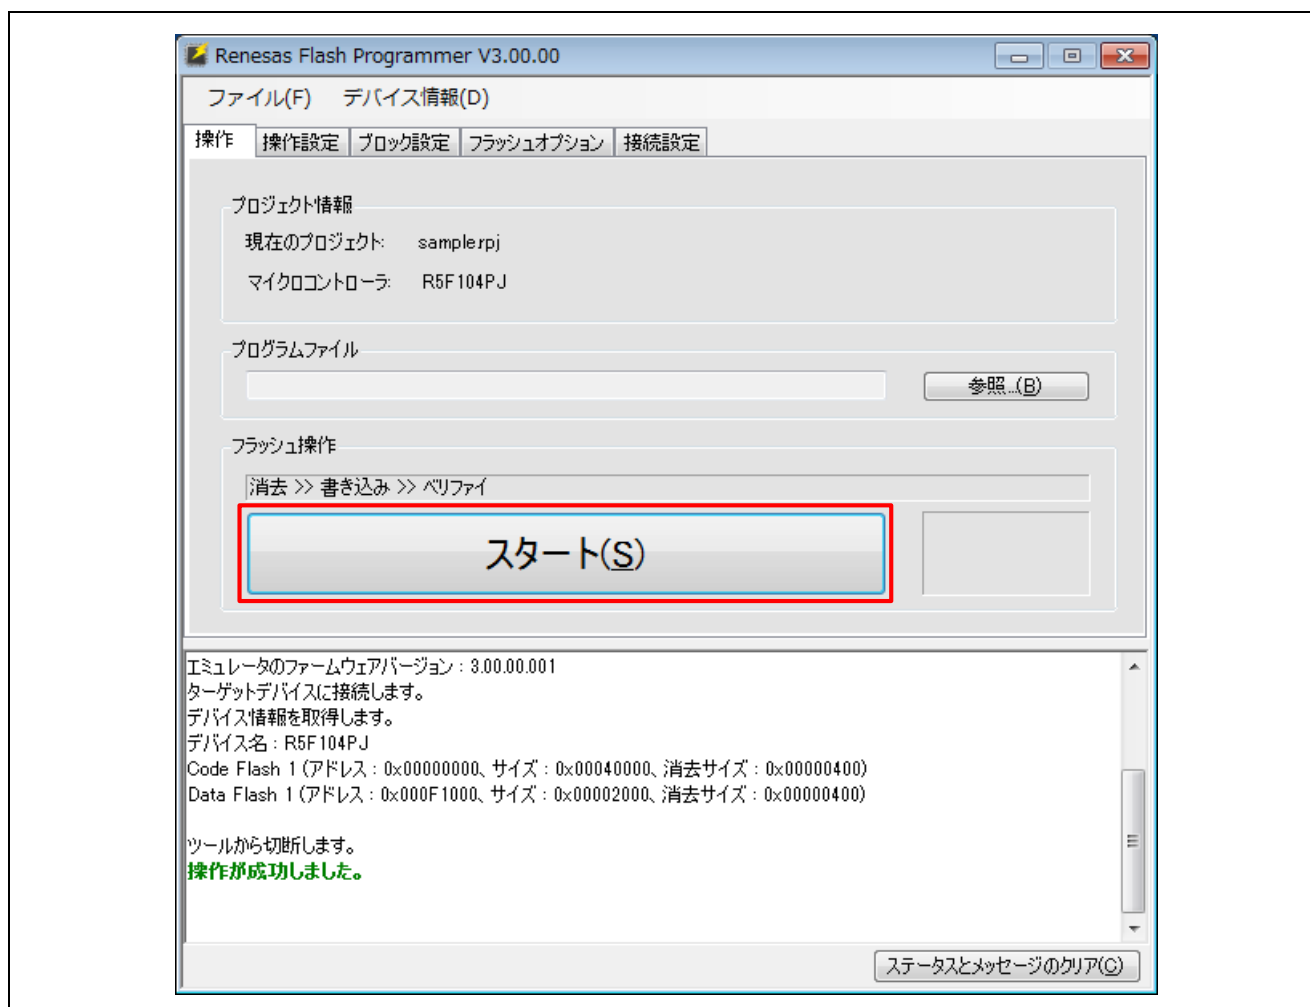 Renesas Flash Programmer V3.00.00
ファイル(F) デバイス情報(D)
操作 操作設定 ブロック設定 フラッシュオプション 接続設定
プロジェクト情報
現在のプロジェクト: sample.rpj
マイクロコントローラ: R5F104PJ
プログラムファイル
参照...(B)
フラッシュ操作
消去 >> 書き込み >> ベリファイ
スタート(S)
エミュレータのファームウェアバージョン : 3.00.00.001
ターゲットデバイスに接続します。
デバイス情報を取得します。
デバイス名 : R5F104PJ
Code Flash 1 (アドレス : 0x00000000、サイズ : 0x00040000、消去サイズ : 0x00000400)
Data Flash 1 (アドレス : 0x000F1000、サイズ : 0x00002000、消去サイズ : 0x00000400)
ツールから切断します。
操作が成功しました。
ステータスとメッセージのクリア(C)